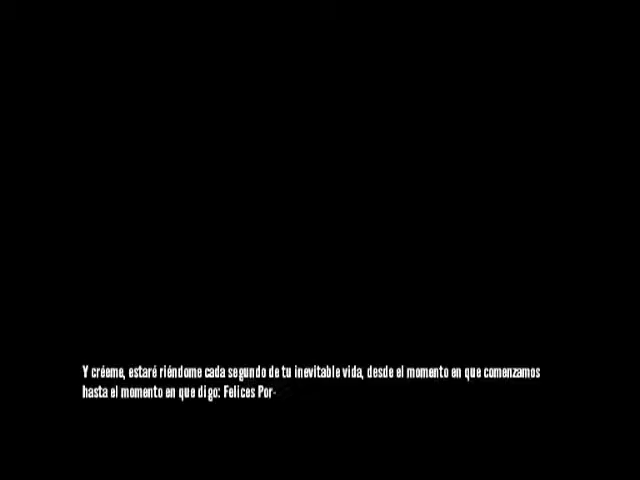 Y créeme, estaré riéndome cada segundo de tu inevitable vida, desde el momento en que comenzamos
hasta el momento en que digo: Felices Por-